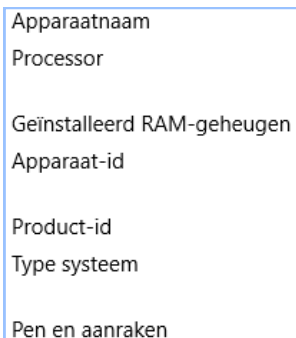 Apparaatnaam
Processor
Geïnstalleerd RAM-geheugen
Apparaat-id
Product-id
Type systeem
Pen en aanraken